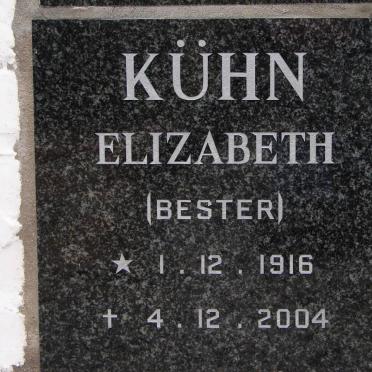 KÜHN
ELIZABETH
(BESTER)
★ 1 . 12 . 1916
✝ 4 . 12 . 2004